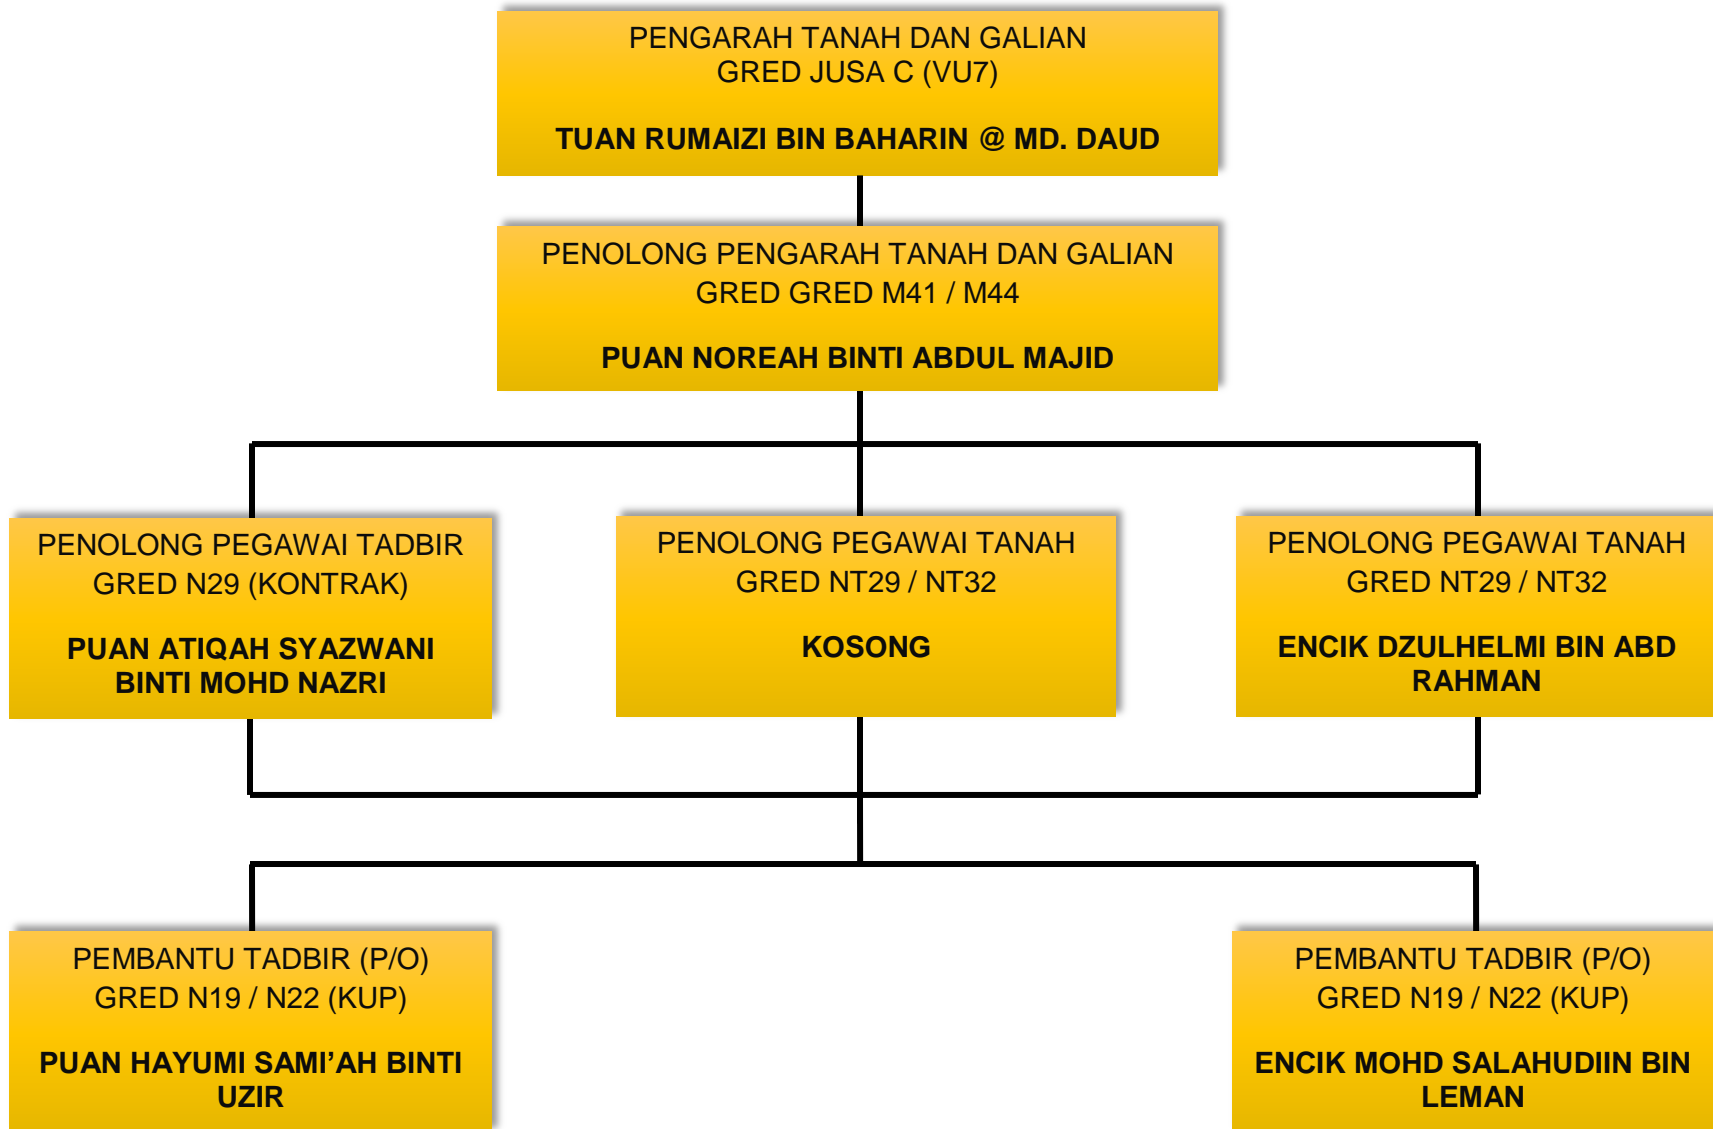 PENGARAH TANAH DAN GALIAN
GRED JUSA C (VU7)
TUAN RUMAIZI BIN BAHARIN @ MD. DAUD
PENOLONG PENGARAH TANAH DAN GALIAN
GRED GRED M41 / M44
PUAN NOREAH BINTI ABDUL MAJID
PENOLONG PEGAWAI TADBIR
GRED N29 (KONTRAK)
PUAN ATIQAH SYAZWANI
BINTI MOHD NAZRI
PENOLONG PEGAWAI TANAH
GRED NT29 / NT32
KOSONG
PENOLONG PEGAWAI TANAH
GRED NT29 / NT32
ENCIK DZULHELMI BIN ABD
RAHMAN
PEMBANTU TADBIR (P/O)
GRED N19 / N22 (KUP)
PUAN HAYUMI SAMI’AH BINTI
UZIR
PEMBANTU TADBIR (P/O)
GRED N19 / N22 (KUP)
ENCIK MOHD SALAHUDIIN BIN
LEMAN